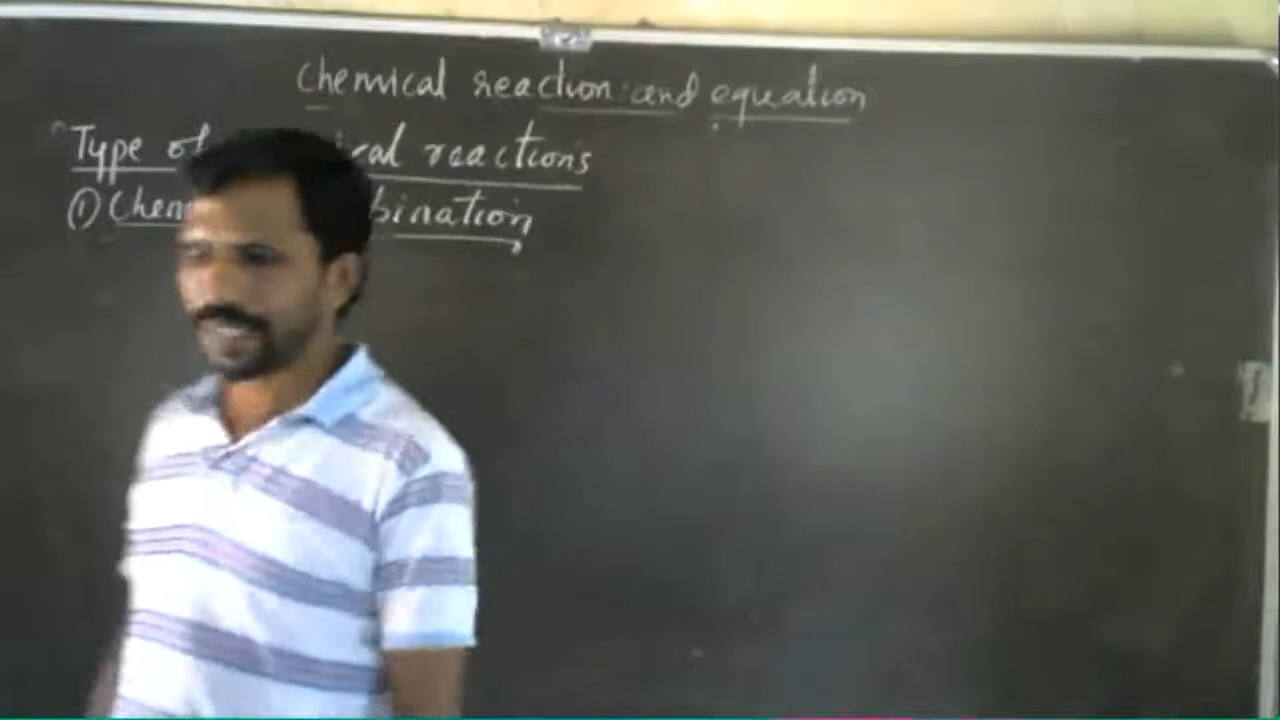 Chemical reaction and equation
Type of ical reactions
① Chem bination